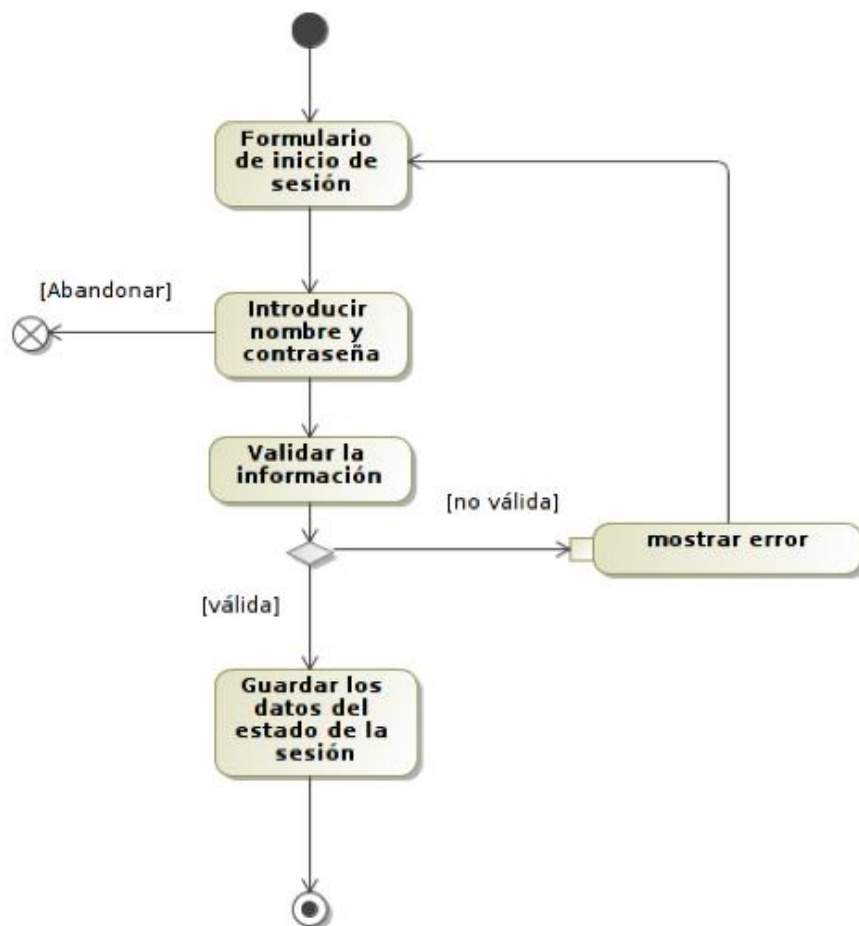 Formulario
de inicio de
sesión
[Abandonar]
Introducir
nombre y
contraseña
Validar la
información
[no válida]
mostrar error
[válida]
Guardar los
datos del
estado de la
sesión